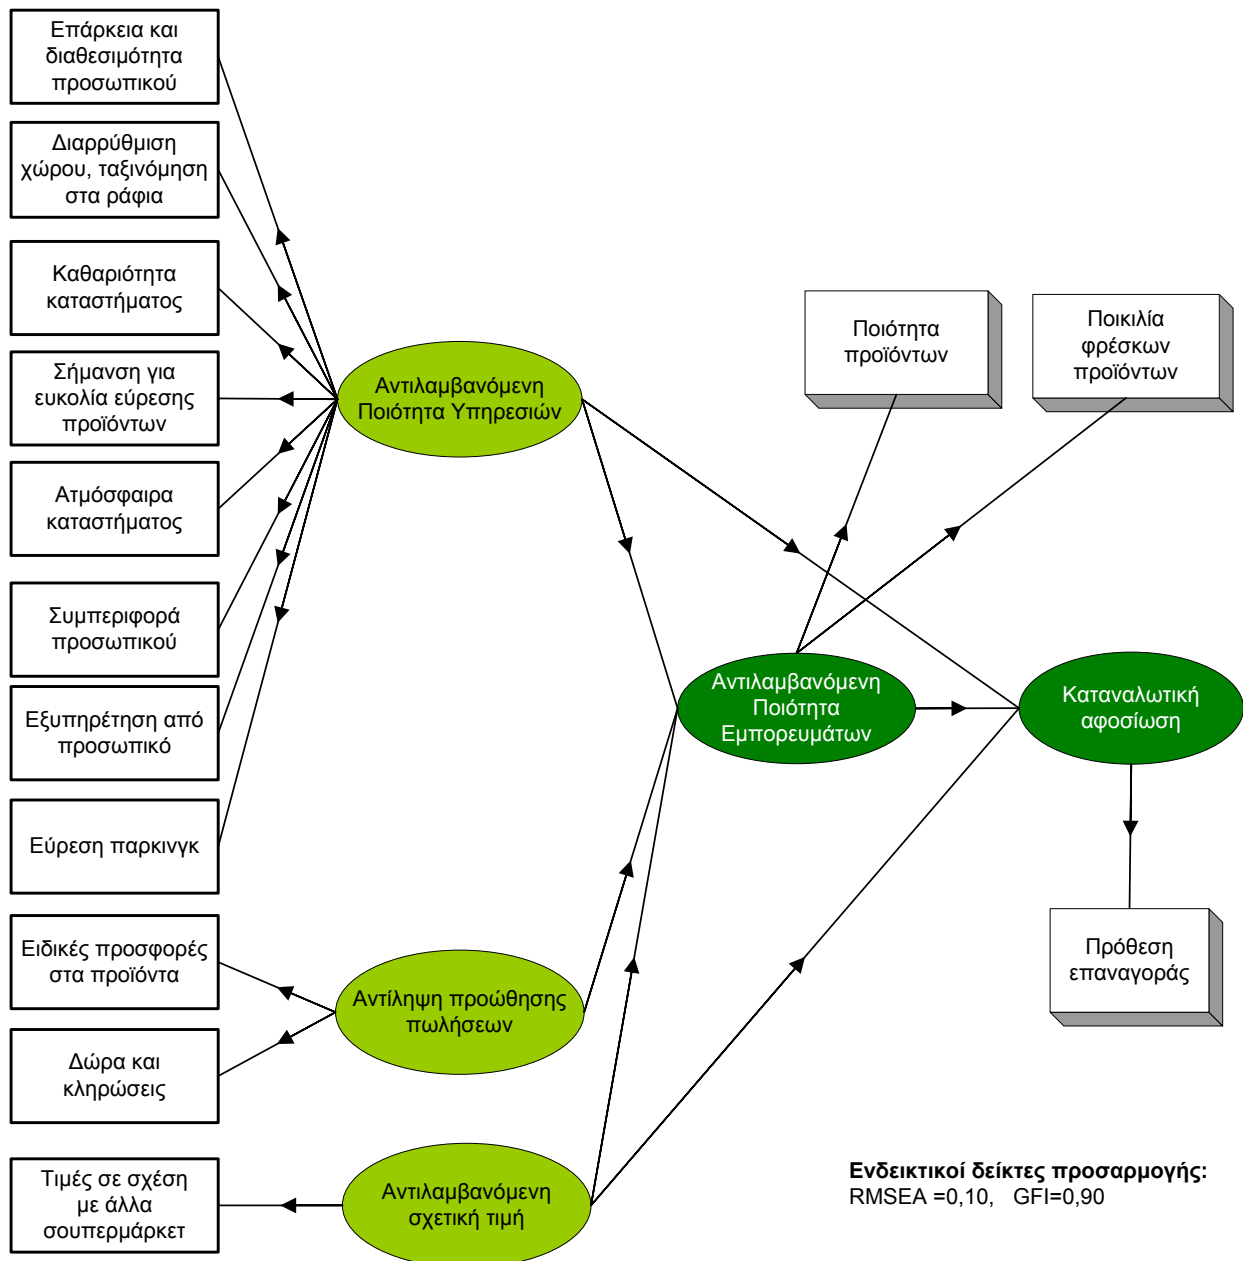 Επάρκεια και
διαθεσιμότητα
προσωπικού
Διαρρύθμιση
χώρου, ταξινόμηση
στα ράφια
Καθαριότητα
καταστήματος
Σήμανση για
ευκολία εύρεσης
προϊόντων
Ατμόσφαιρα
καταστήματος
Συμπεριφορά
προσωπικού
Εξυπηρέτηση από
προσωπικό
Εύρεση παρκινγκ
Ειδικές προσφορές
στα προϊόντα
Δώρα και
κληρώσεις
Τιμές σε σχέση
με άλλα
σουπερμάρκετ
Αντιλαμβανόμενη
Ποιότητα Υπηρεσιών
Αντίληψη προώθησης
πωλήσεων
Αντιλαμβανόμενη
σχετική τιμή
Ποιότητα
προϊόντων
Ποικιλία
φρέσκων
προϊόντων
Αντιλαμβανόμενη
Ποιότητα
Εμπορευμάτων
Καταναλωτική
αφοσίωση
Πρόθεση
επαναγοράς
Ενδεικτικοί δείκτες προσαρμογής:
RMSEA =0,10, GFI=0,90